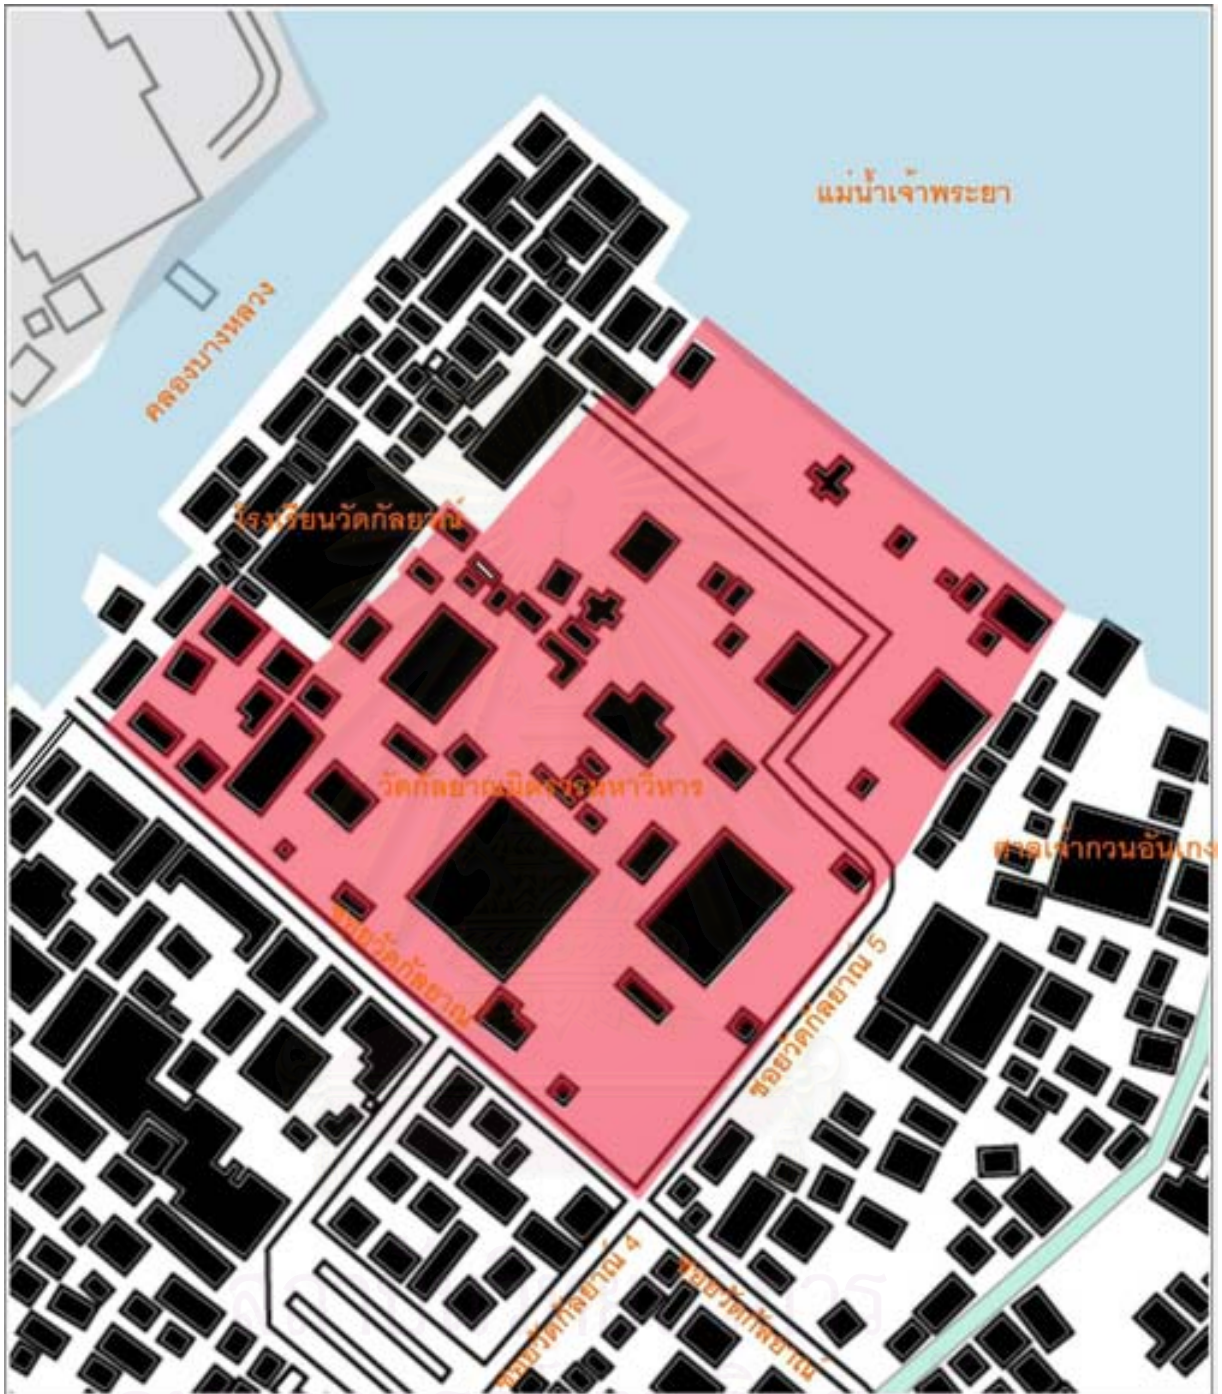 แม่น้ำเจ้าพระยา
คลองบางหลวง
โรงเรียนวัดกัลยาณ์
วัดกัลยาณมิตรวรมหาวิหาร
ศาลเจ้ากวนอันเกง
ซอยวัดกัลยาณ์
ซอยวัดกัลยาณ์ 5
ซอยวัดกัลยาณ์ 4
ซอยวัดกัลยาณ์